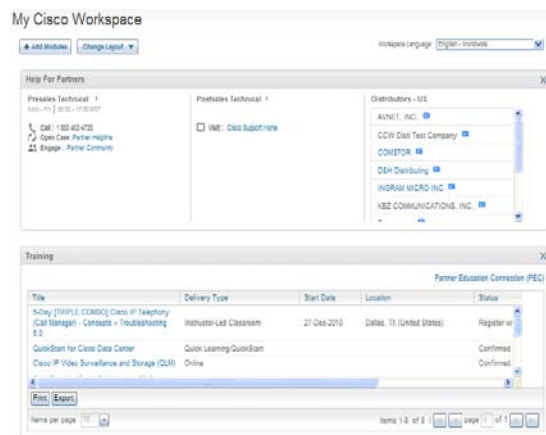 My Cisco Workspace
Add Modules
Change Layout
Workspace Language
English - Worldwide
Help For Partners
X
Presales Technical
Call: 1 800
Open Case: Partner Helpline
Engage: Partner Community
Postsales Technical
Visit: Cisco Support Home
Distributors - US
AVNET, INC.
CCW Disti Test Company
COMSTOR
D&H Distributing
INGRAM MICRO INC
KBZ COMMUNICATIONS, INC.
Training
X
Partner Education Connection (PEC)
Title Delivery Type Start Date Location Status
5-Day [TRIPLE COMBO] Cisco IP Telephony
(Call Manager) - Concepts + Troubleshooting
6.0
Instructor-Led Classroom 27-Dec-2010 Dallas, TX (United States) Register wi
QuickStart for Cisco Data Center Quick Learning/QuickStart Confirmed
Cisco IP Video Surveillance and Storage (QLM) Online Confirmed
Print Export
Items per page 10
Items 1-8 of 8 page 1 of 1